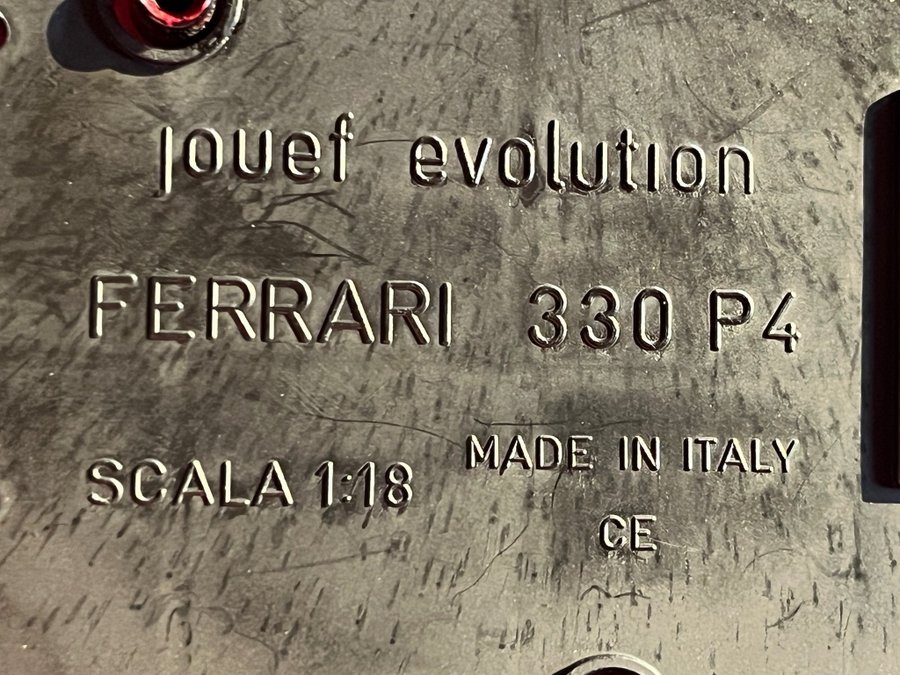 jouef evolution
FERRARI 330 P4
SCALA 1:18
MADE IN ITALY
CE